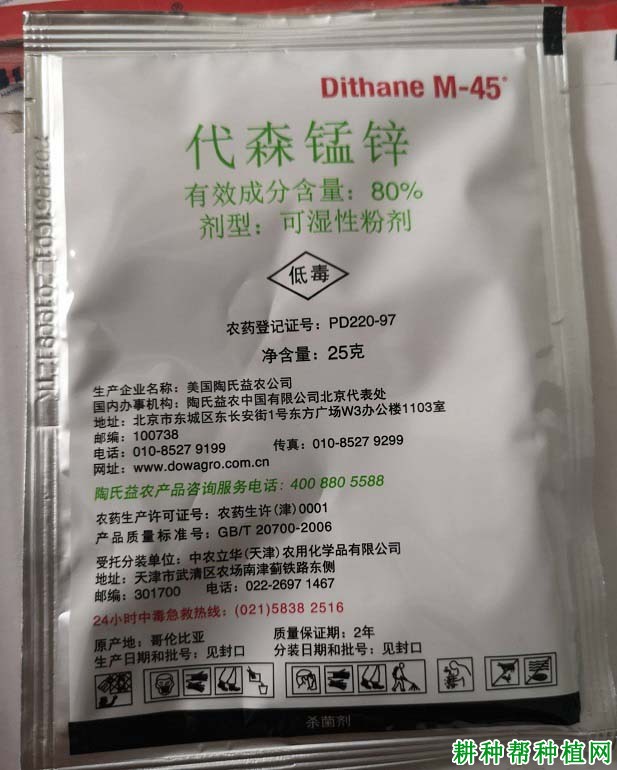 Dithane M-45®
代森锰锌
有效成分含量：80%
剂型：可湿性粉剂
低毒
农药登记证号：PD220-97
净含量：25克
生产企业名称：美国陶氏益农公司
国内办事机构：陶氏益农中国有限公司北京代表处
地址：北京市东城区东长安街1号东方广场W3办公楼1103室
邮编：100738
电话：010-8527 9199 传真：010-8527 9299
网址：www.dowagro.com.cn
陶氏益农产品咨询服务电话：400 880 5588
农药生产许可证号：农药生许（津）0001
产品质量标准号：GB/T 20700-2006
受托分装单位：中农立华（天津）农用化学品有限公司
地址：天津市武清区农场南津蓟铁路东侧
邮编：301700 电话：022-2697 1467
24小时中毒急救热线：(021)5838 2516
原产地：哥伦比亚 质量保证期：2年
生产日期和批号：见封口 分装日期和批号：见封口
杀菌剂
耕种帮种植网